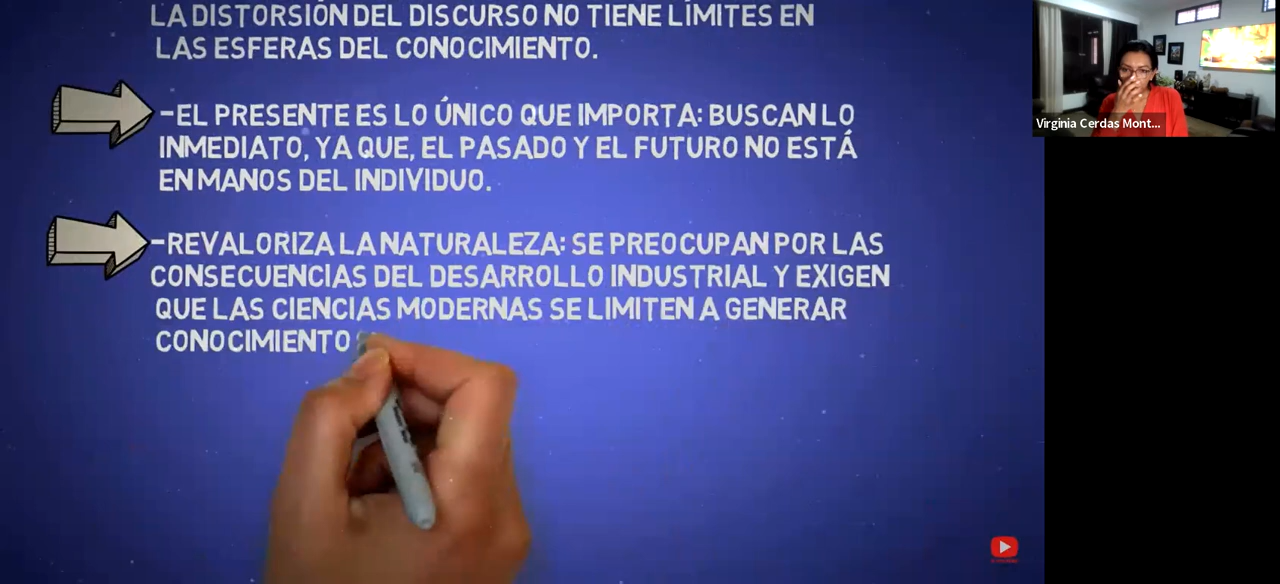 LA DISTORSIÓN DEL DISCURSO NO TIENE LÍMITES EN
LAS ESFERAS DEL CONOCIMIENTO.
-EL PRESENTE ES LO ÚNICO QUE IMPORTA: BUSCAN LO
INMEDIATO, YA QUE, EL PASADO Y EL FUTURO NO ESTÁ
EN MANOS DEL INDIVIDUO.
-REVALORIZA LA NATURALEZA: SE PREOCUPAN POR LAS
CONSECUENCIAS DEL DESARROLLO INDUSTRIAL Y EXIGEN
QUE LAS CIENCIAS MODERNAS SE LIMITEN A GENERAR
CONOCIMIENTO
Virginia Cerdas Mont...